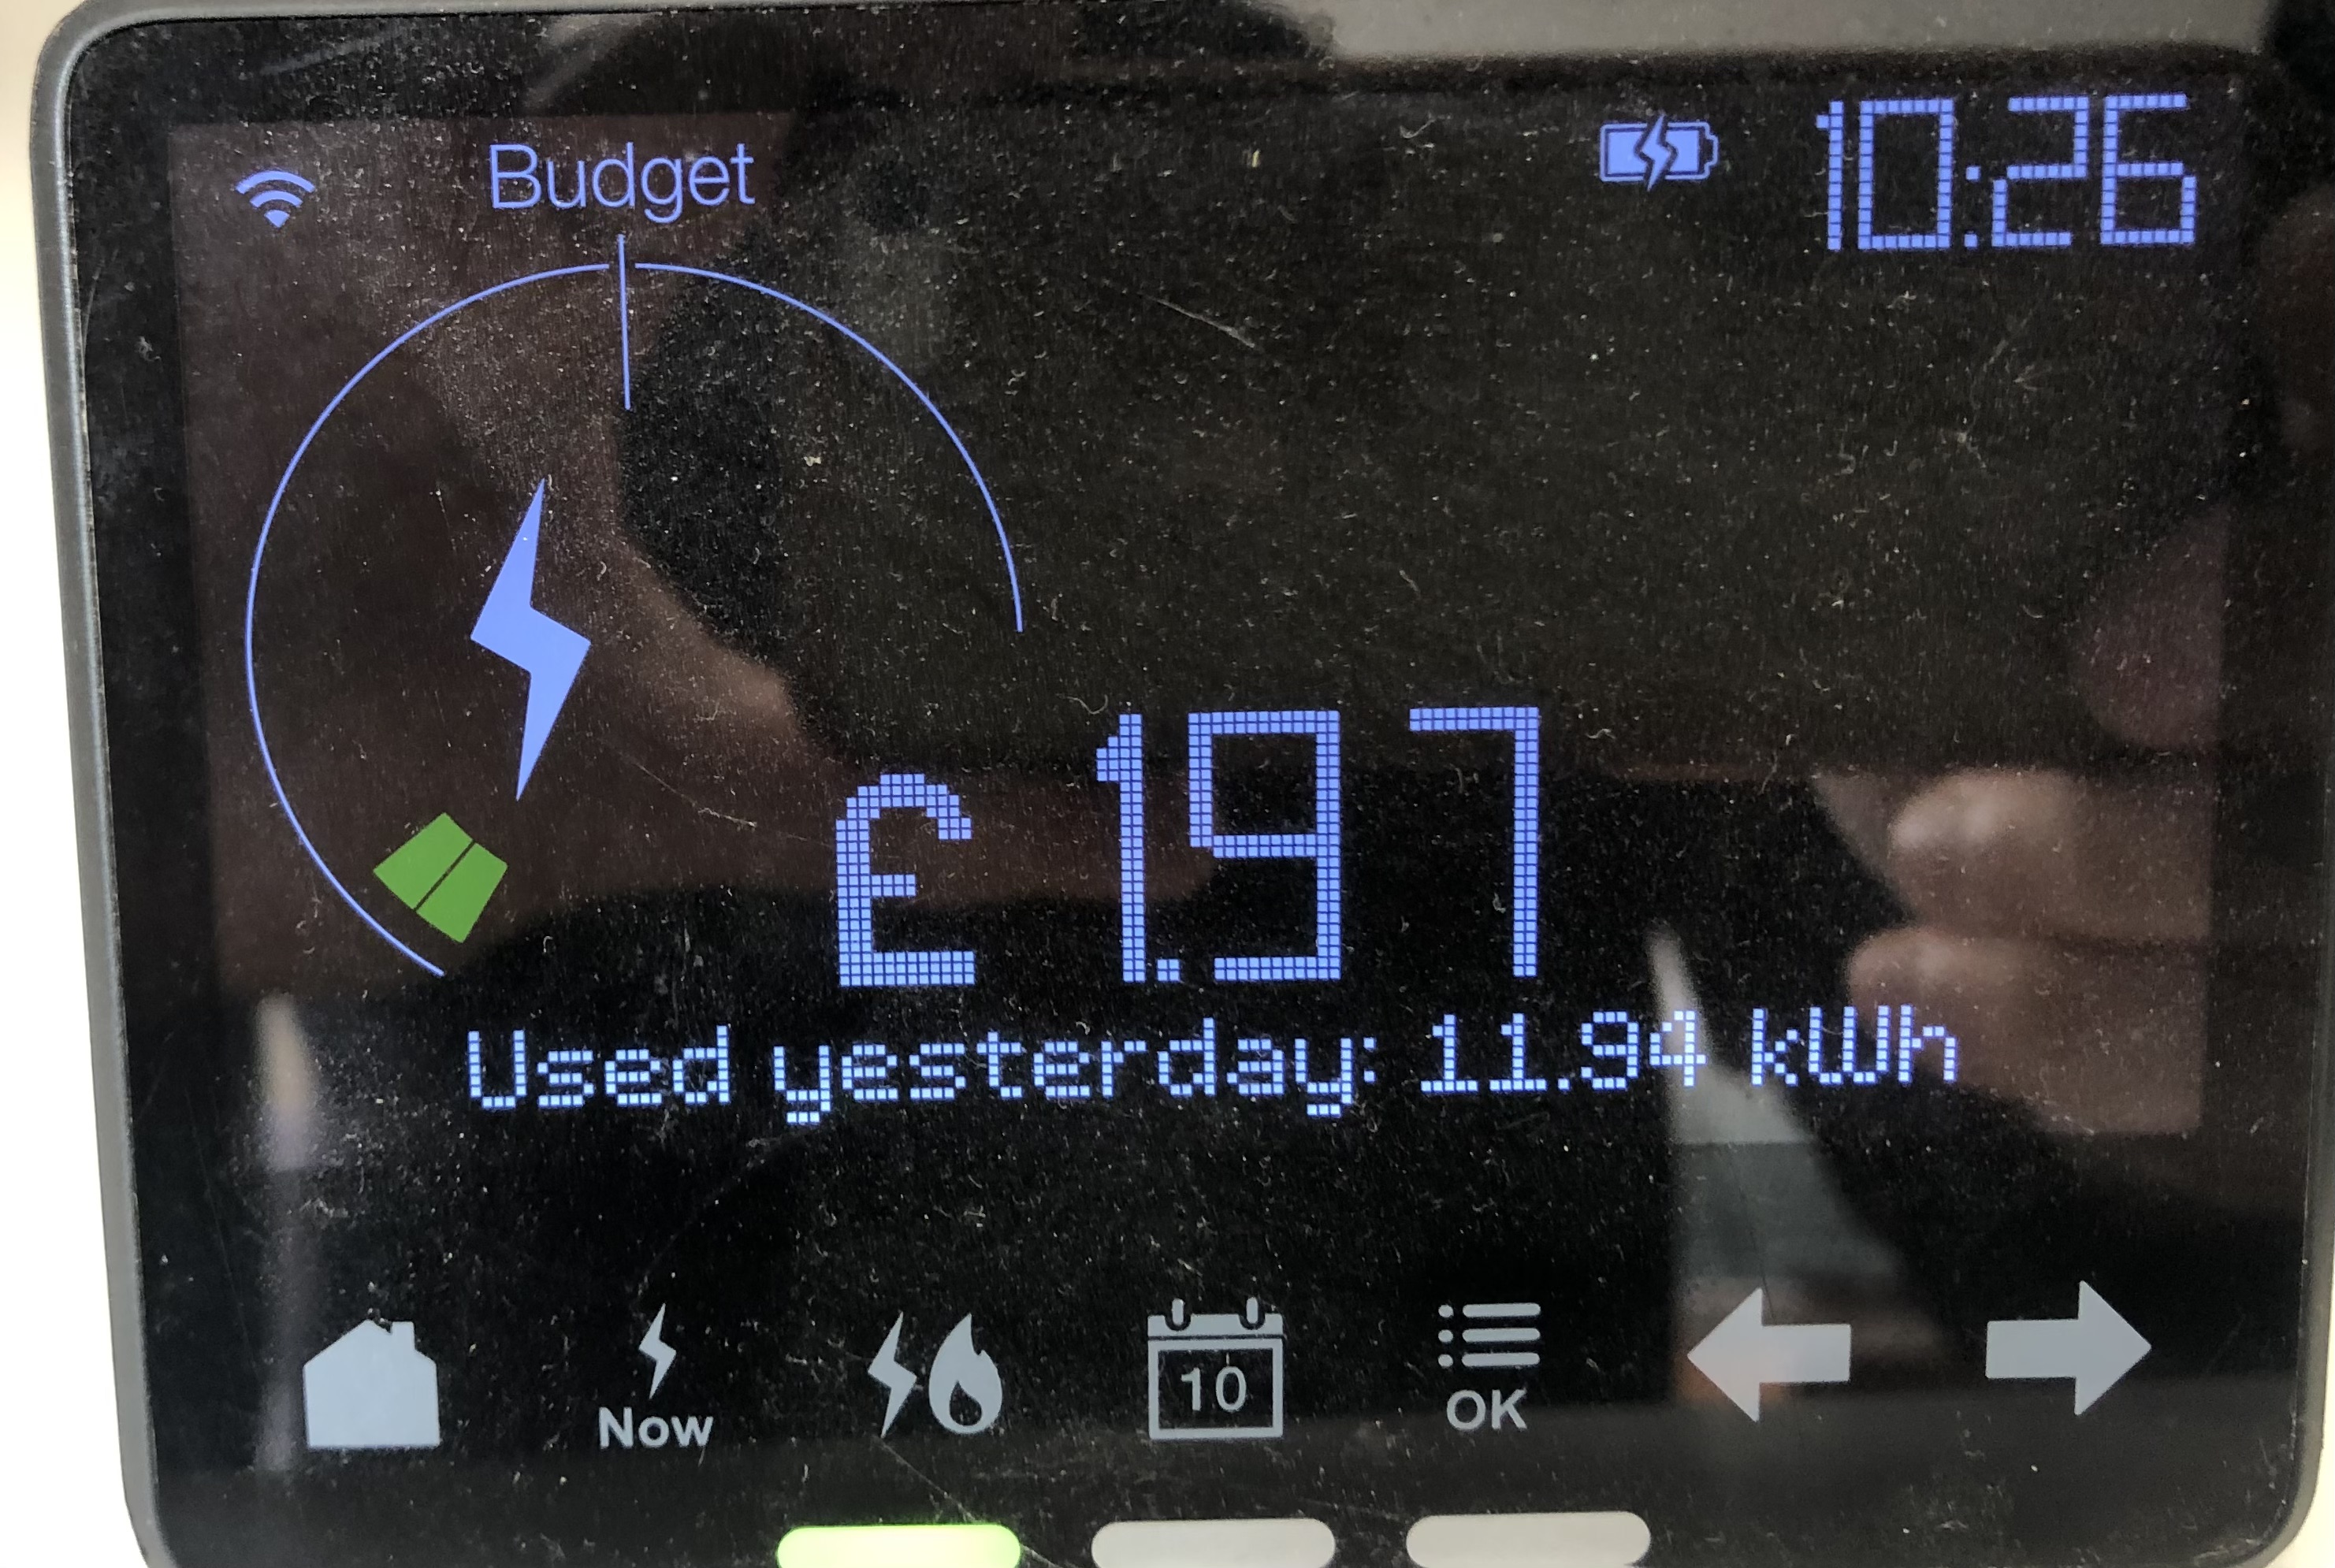 Budget
10:26
£ 1.97
Used yesterday: 11.94 kWh
Now
10
OK